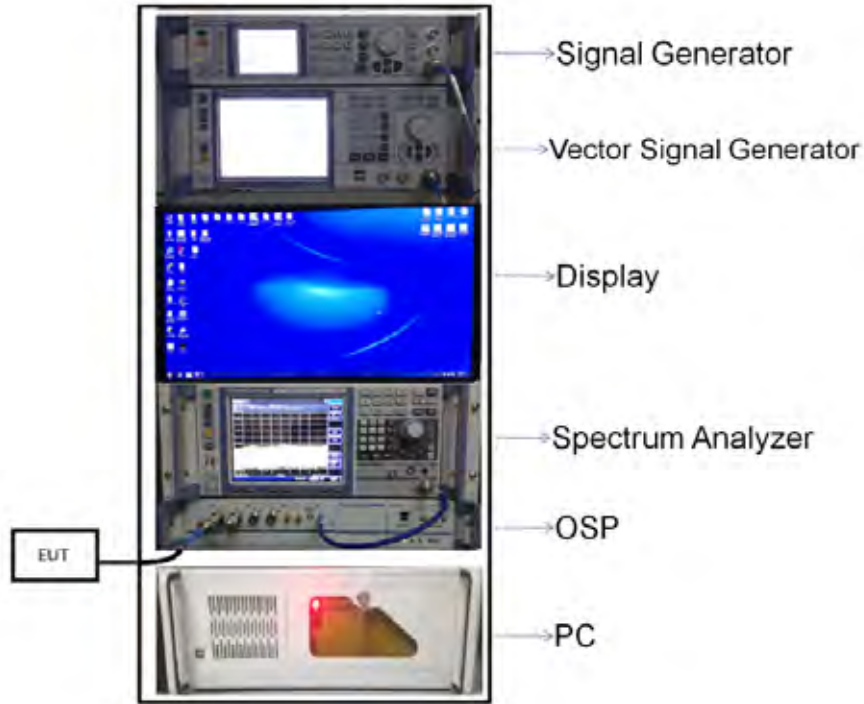 Signal Generator
Vector Signal Generator
Display
Spectrum Analyzer
OSP
EUT
PC